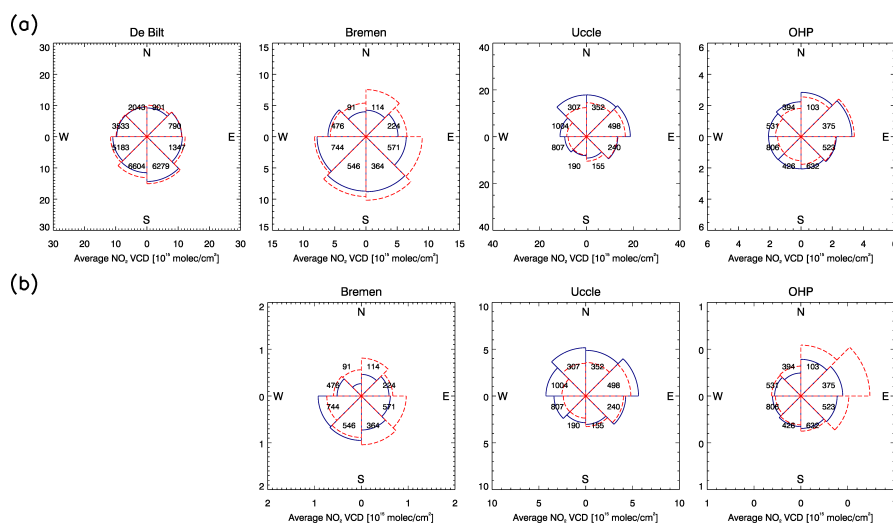 (a)
De Bilt Bremen Uccle OHP
30 15 40 6
N N N N
20 10 20 4
10 5 2
2043 901 91 114 307 352 394 103
3533 790 476 224 1004 498 531 375
W 0 E W 0 E W 0 E W 0 E
5183 1347 744 571 807 240 806 523
6604 6279 546 364 190 155 426 632
10 5 20 2
20 10 4
S S S S
30 15 40 6
30 20 10 0 10 20 30 15 10 5 0 5 10 15 40 20 0 20 40 6 4 2 0 2 4 6
Average NO₂ VCD [10¹⁵ molec/cm²] Average NO₂ VCD [10¹⁵ molec/cm²] Average NO₂ VCD [10¹⁵ molec/cm²] Average NO₂ VCD [10¹⁵ molec/cm²]
(b)
Bremen Uccle OHP
2 10 1
N N N
1 5 0
91 114 307 352 394 103
476 224 1004 498 531 375
W 0 E W 0 E W 0 E
744 571 807 240 806 523
546 364 190 155 426 632
1 5 0
S S S
2 10 1
2 1 0 1 2 10 5 0 5 10 1 0 0 0 1
Average NO₂ VCD [10¹⁵ molec/cm²] Average NO₂ VCD [10¹⁵ molec/cm²] Average NO₂ VCD [10¹⁵ molec/cm²]